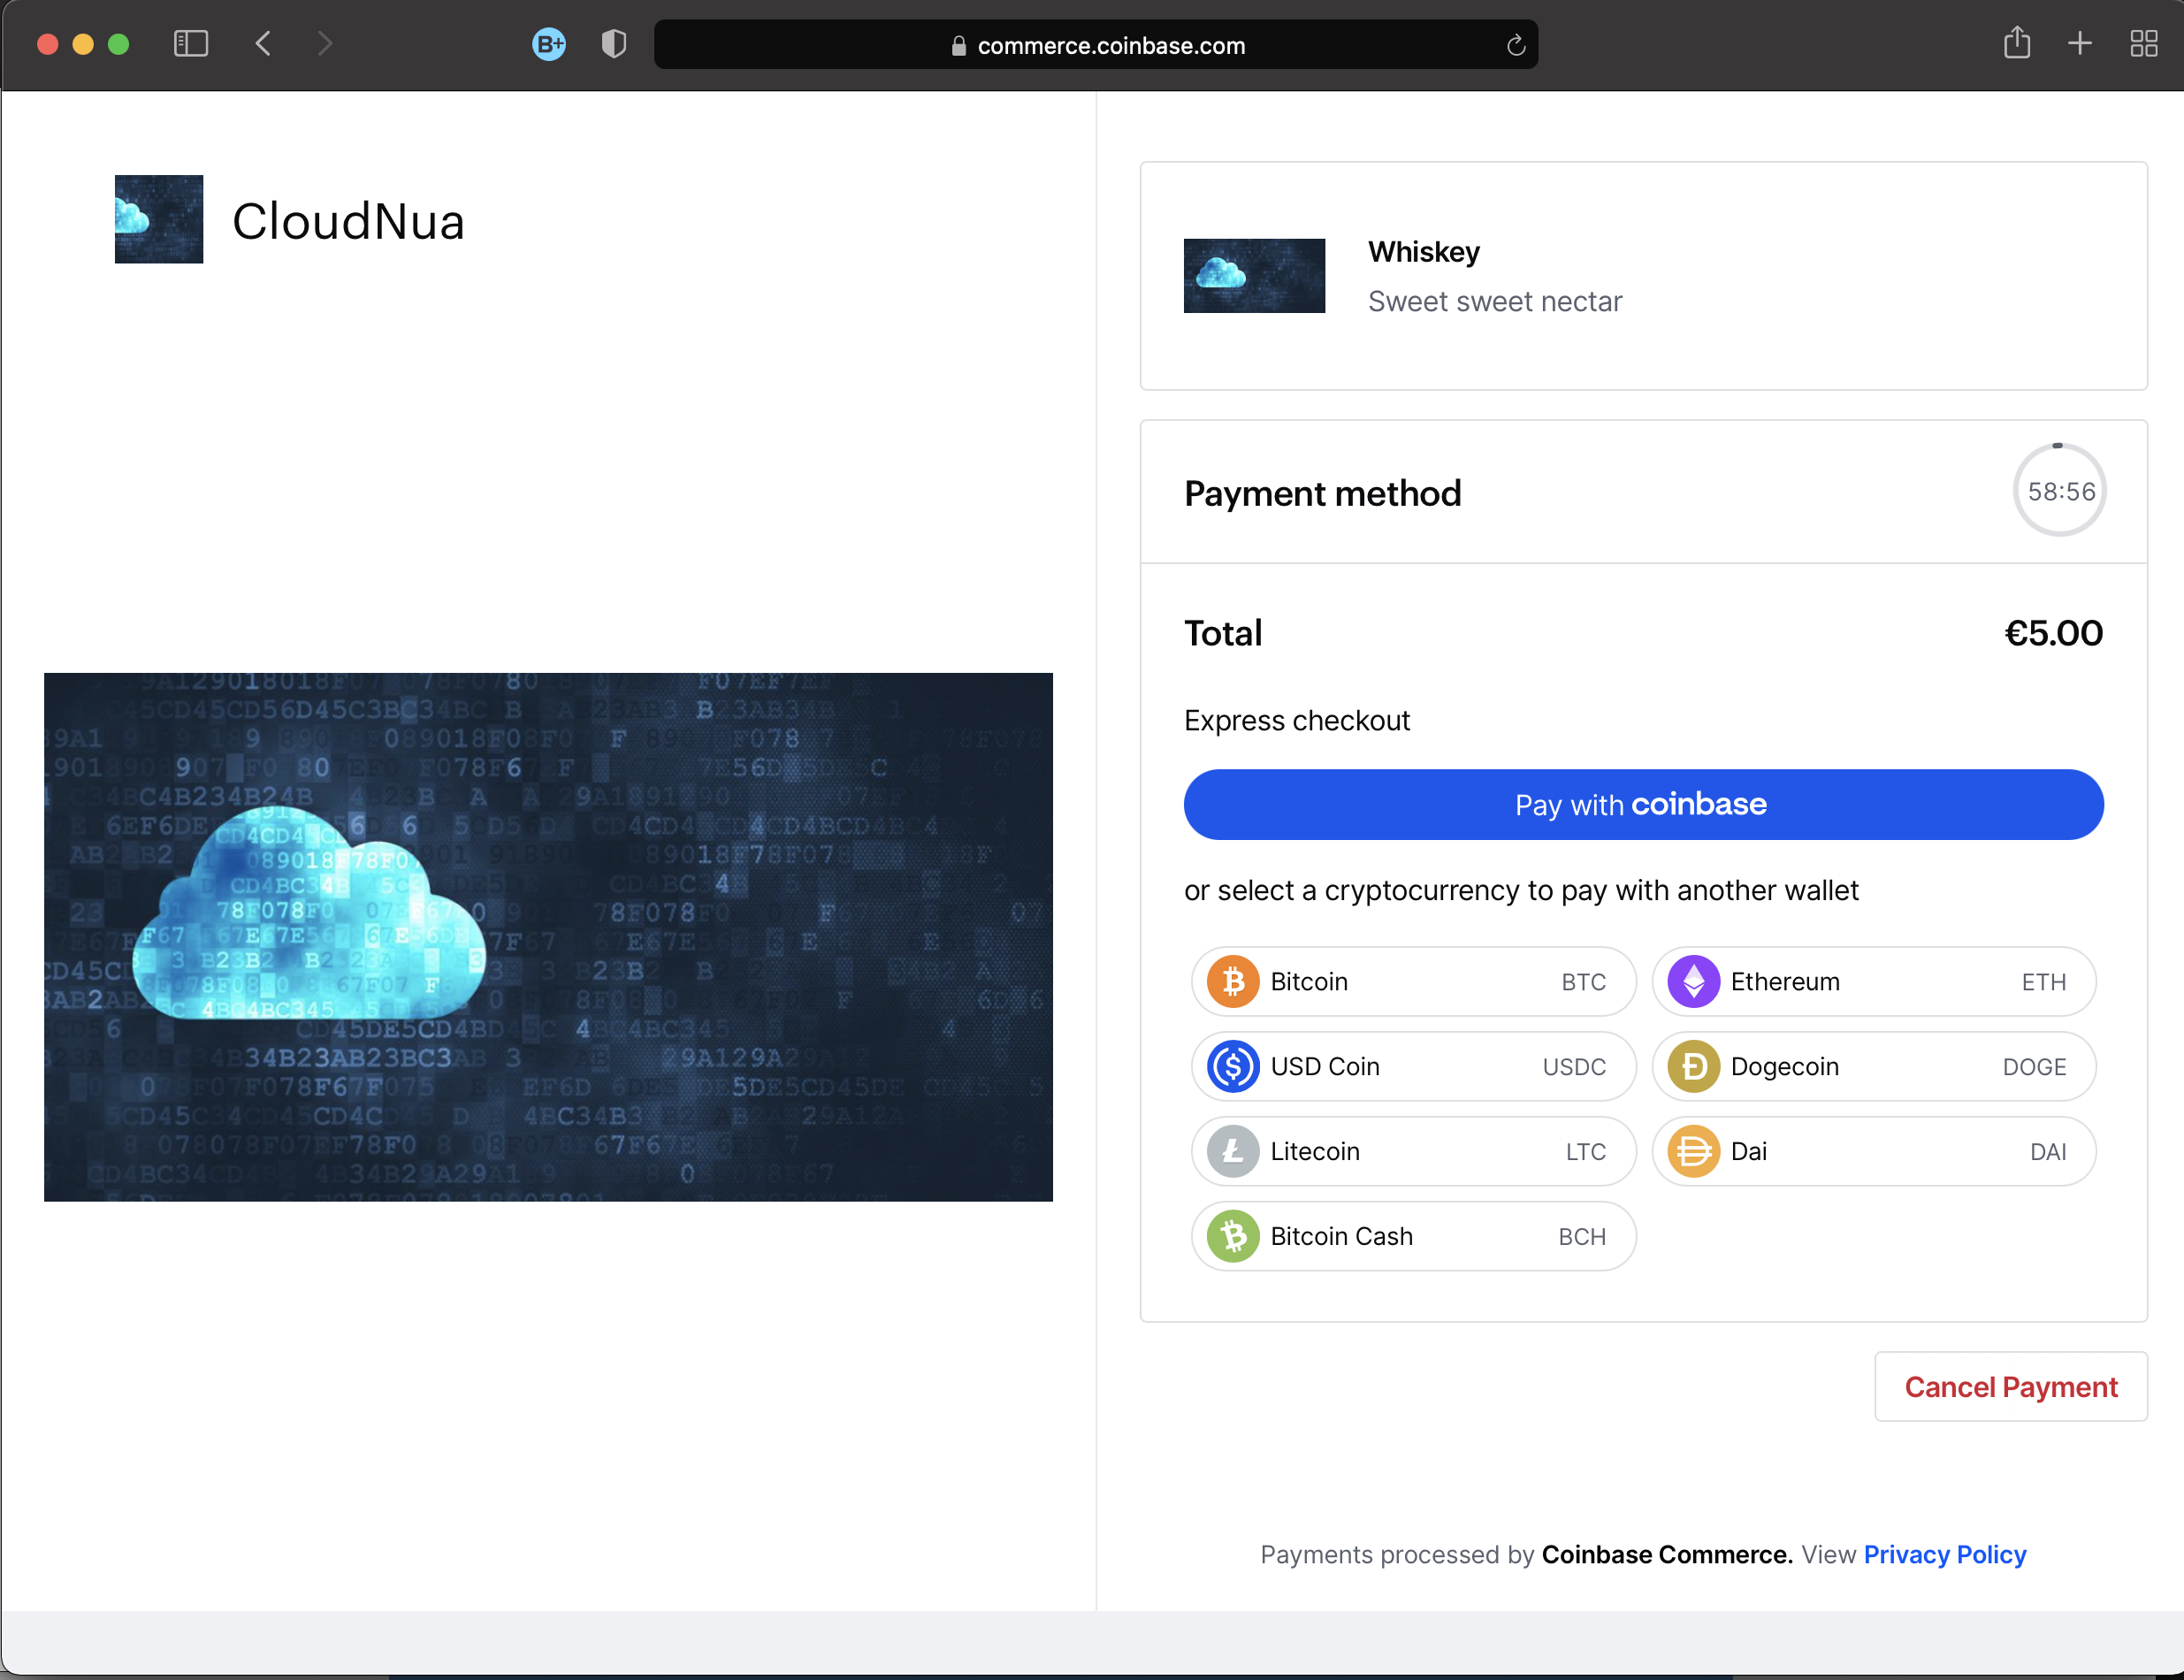 B+
commerce.coinbase.com
CloudNua
Whiskey
Sweet sweet nectar
Payment method
58:56
Total
€5.00
Express checkout
Pay with coinbase
or select a cryptocurrency to pay with another wallet
Bitcoin BTC
Ethereum ETH
USD Coin USDC
Dogecoin DOGE
Litecoin LTC
Dai DAI
Bitcoin Cash BCH
Cancel Payment
Payments processed by Coinbase Commerce. View Privacy Policy